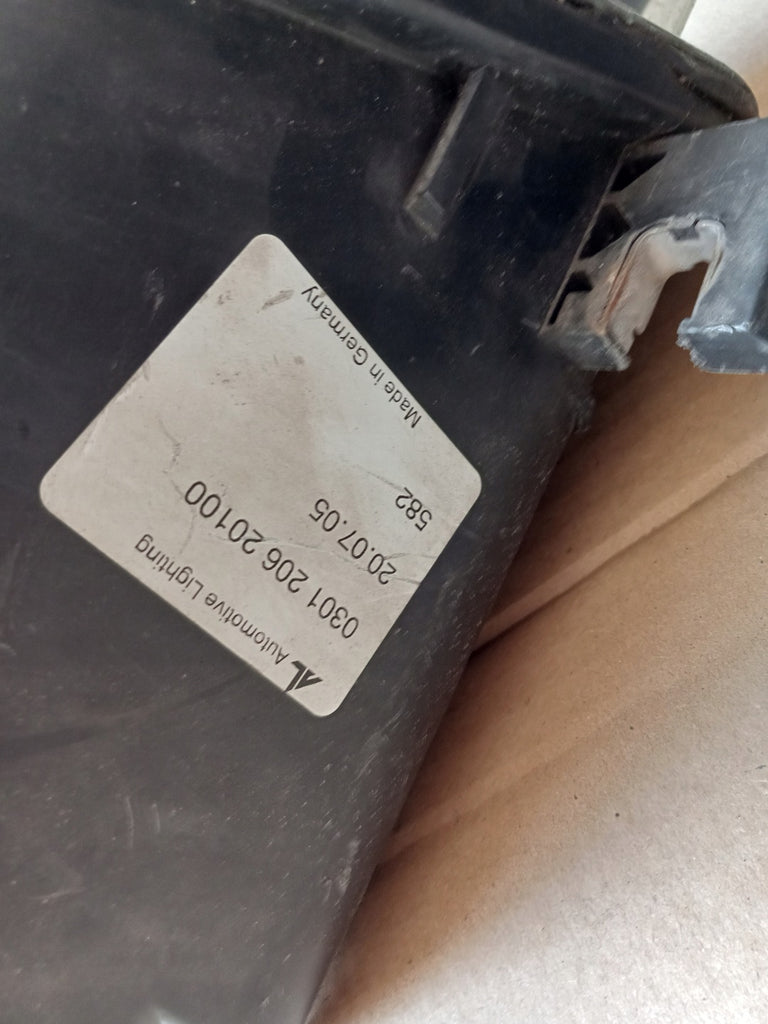 AL Automotive Lighting
0301 206 20100
20.07.05
582
Made in Germany